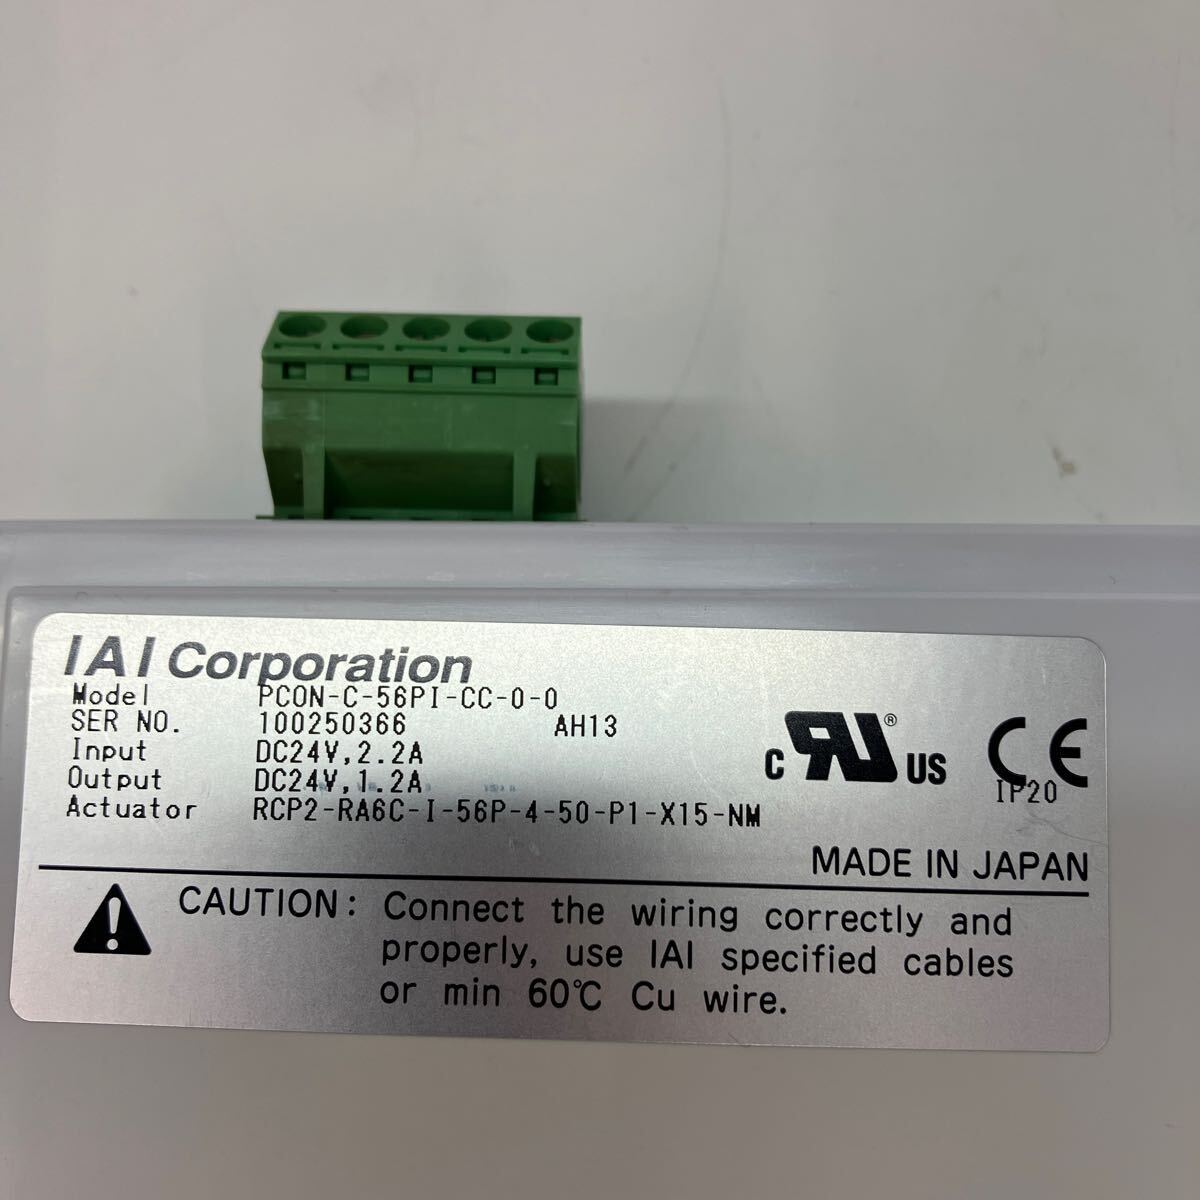 IAI Corporation
Model PCON-C-56PI-CC-0-0
SER NO. 100250366 AH13
Input DC24V,2.2A
Output DC24V,1.2A
Actuator RCP2-RA6C-I-56P-4-50-P1-X15-NM
c RU ® US CE
IP20
MADE IN JAPAN
CAUTION: Connect the wiring correctly and
properly, use IAI specified cables
or min 60℃ Cu wire.